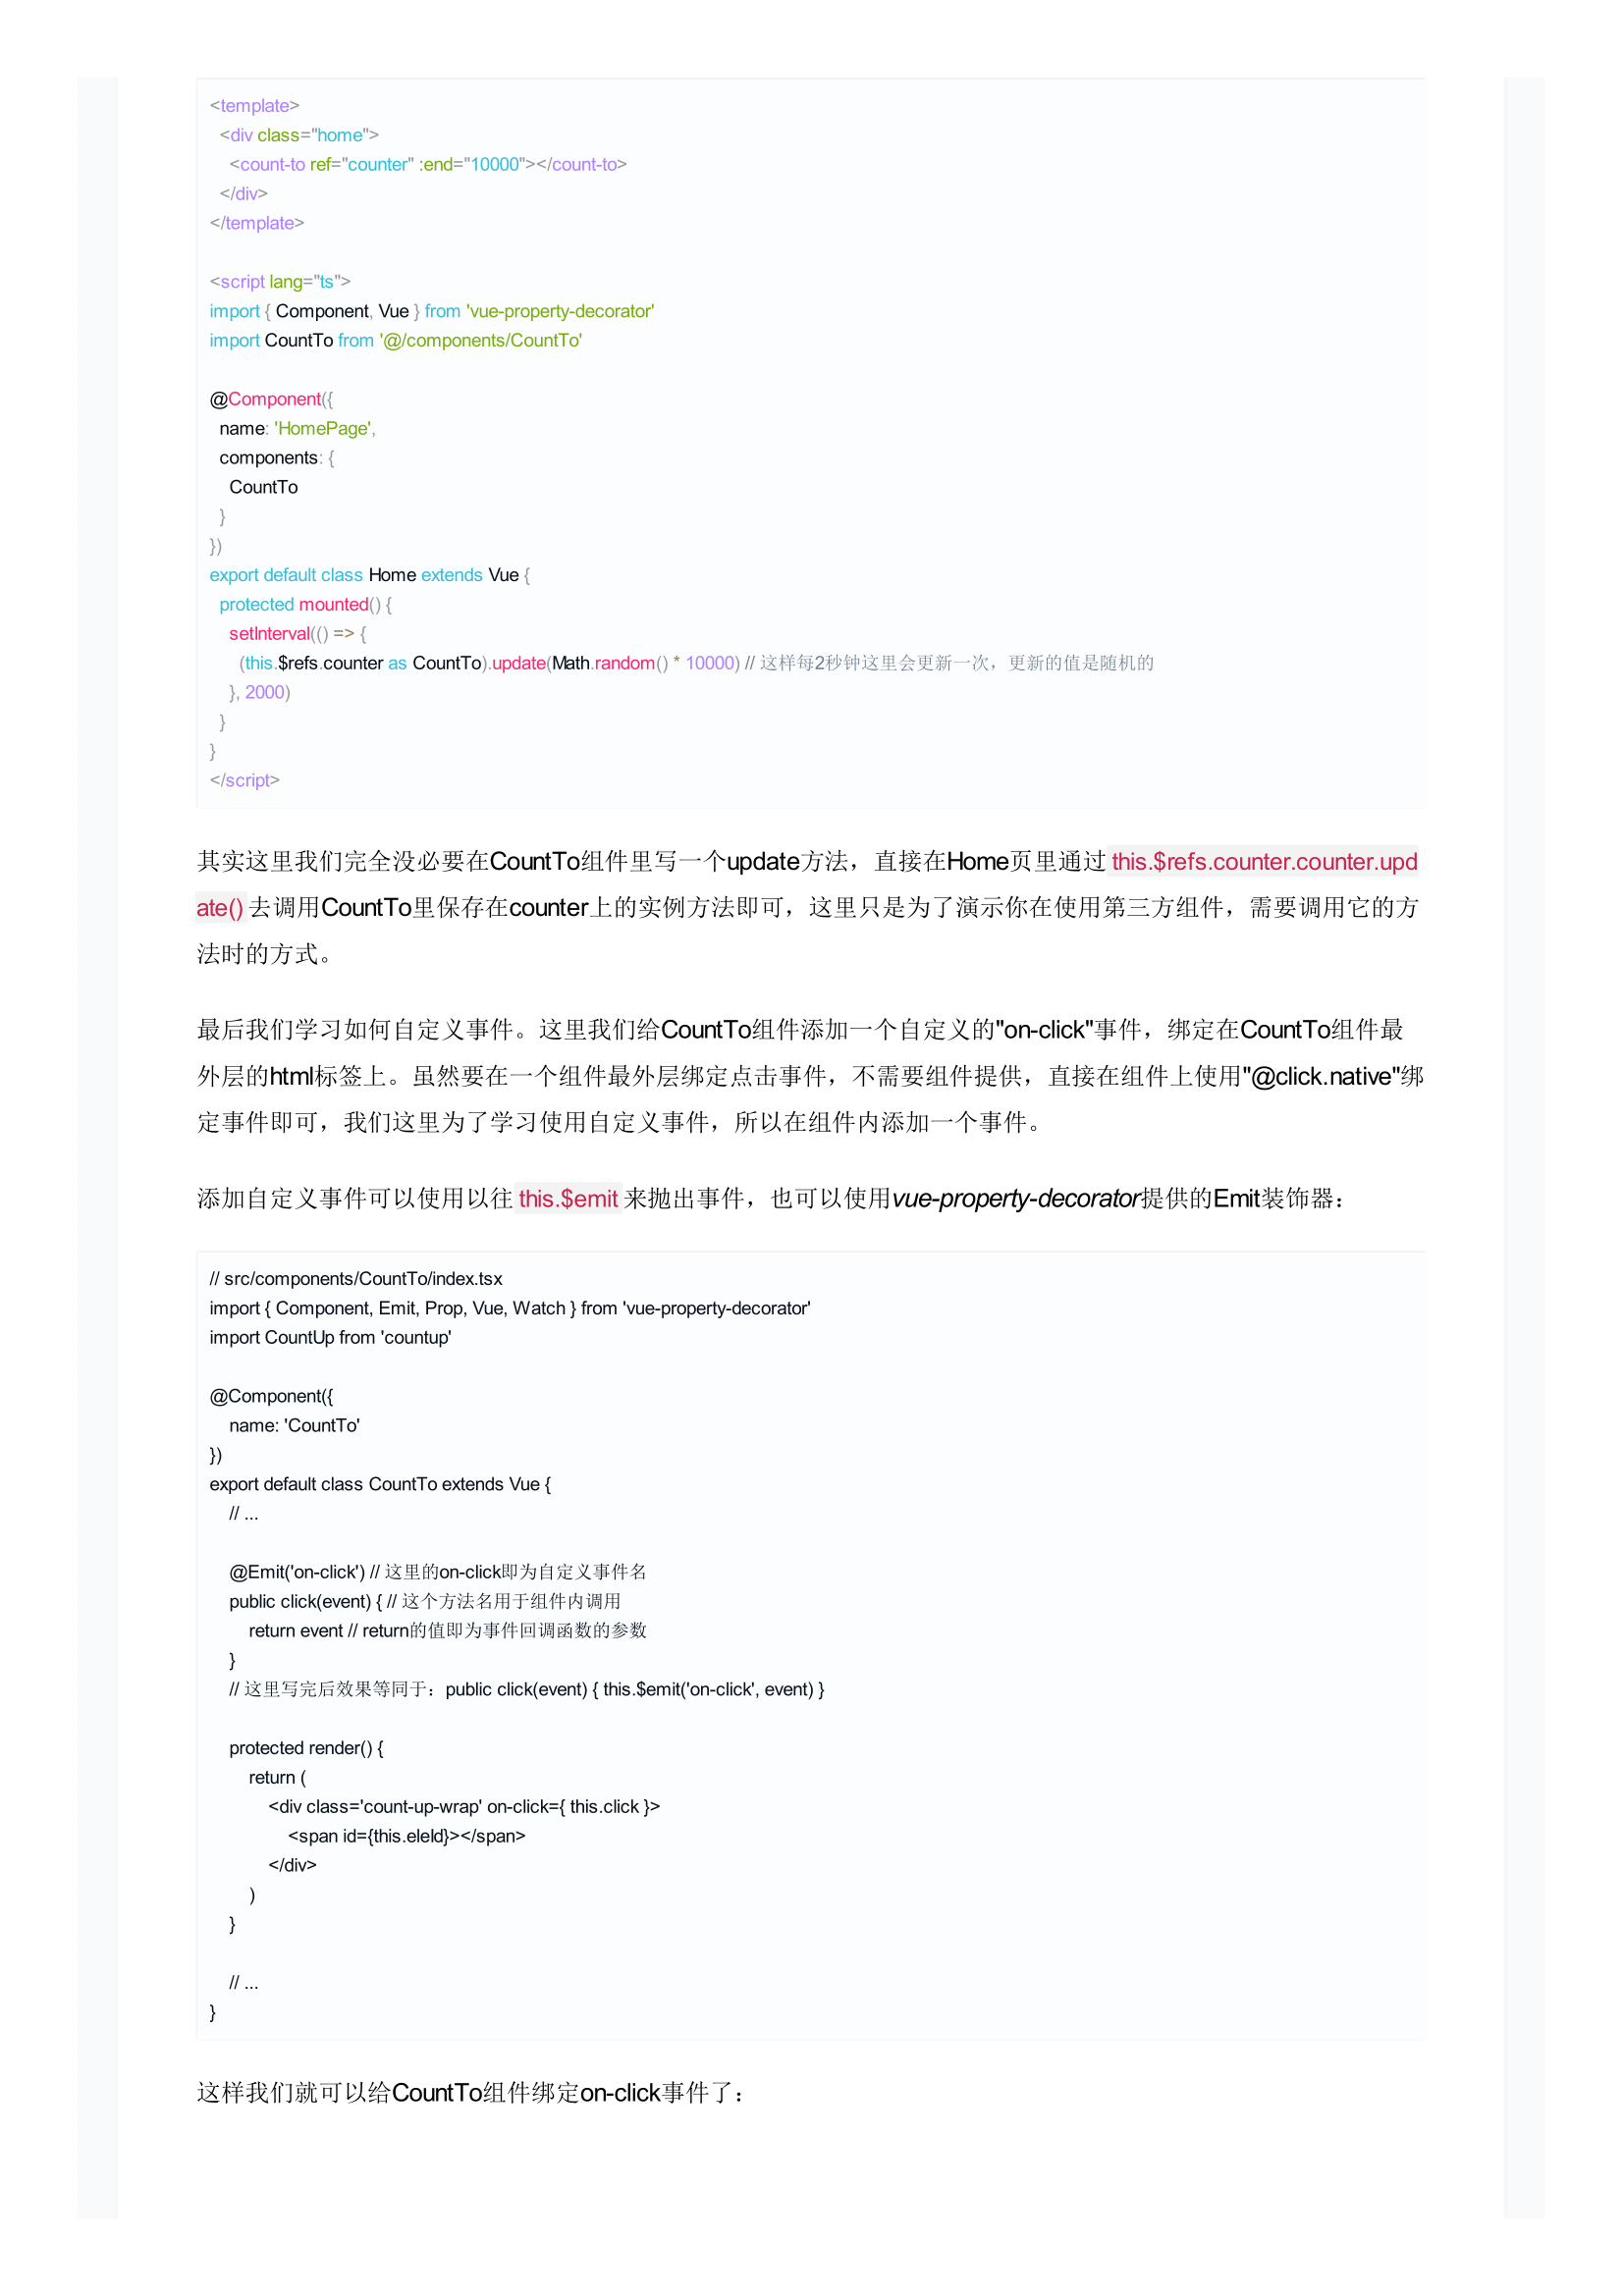 <template>
  <div class="home">
    <count-to ref="counter" :end="10000"></count-to>
  </div>
</template>

<script lang="ts">
import { Component, Vue } from 'vue-property-decorator'
import CountTo from '@/components/CountTo'

@Component({
  name: 'HomePage',
  components: {
    CountTo
  }
})
export default class Home extends Vue {
  protected mounted() {
    setInterval(() => {
      (this.$refs.counter as CountTo).update(Math.random() * 10000) // 这样每2秒钟这里会更新一次，更新的值是随机的
    }, 2000)
  }
}
</script>

其实这里我们完全没必要在CountTo组件里写一个update方法，直接在Home页里通过 this.$refs.counter.counter.upd
ate() 去调用CountTo里保存在counter上的实例方法即可，这里只是为了演示你在使用第三方组件，需要调用它的方
法时的方式。

最后我们学习如何自定义事件。这里我们给CountTo组件添加一个自定义的"on-click"事件，绑定在CountTo组件最
外层的html标签上。虽然要在一个组件最外层绑定点击事件，不需要组件提供，直接在组件上使用"@click.native"绑
定事件即可，我们这里为了学习使用自定义事件，所以在组件内添加一个事件。

添加自定义事件可以使用以往 this.$emit 来抛出事件，也可以使用vue-property-decorator提供的Emit装饰器：

// src/components/CountTo/index.tsx
import { Component, Emit, Prop, Vue, Watch } from 'vue-property-decorator'
import CountUp from 'countup'

@Component({
    name: 'CountTo'
})
export default class CountTo extends Vue {
    // ...

    @Emit('on-click') // 这里的on-click即为自定义事件名
    public click(event) { // 这个方法名用于组件内调用
        return event // return的值即为事件回调函数的参数
    }
    // 这里写完后效果等同于：public click(event) { this.$emit('on-click', event) }

    protected render() {
        return (
            <div class='count-up-wrap' on-click={ this.click }>
                <span id={this.eleId}></span>
            </div>
        )
    }

    // ...
}

这样我们就可以给CountTo组件绑定on-click事件了：